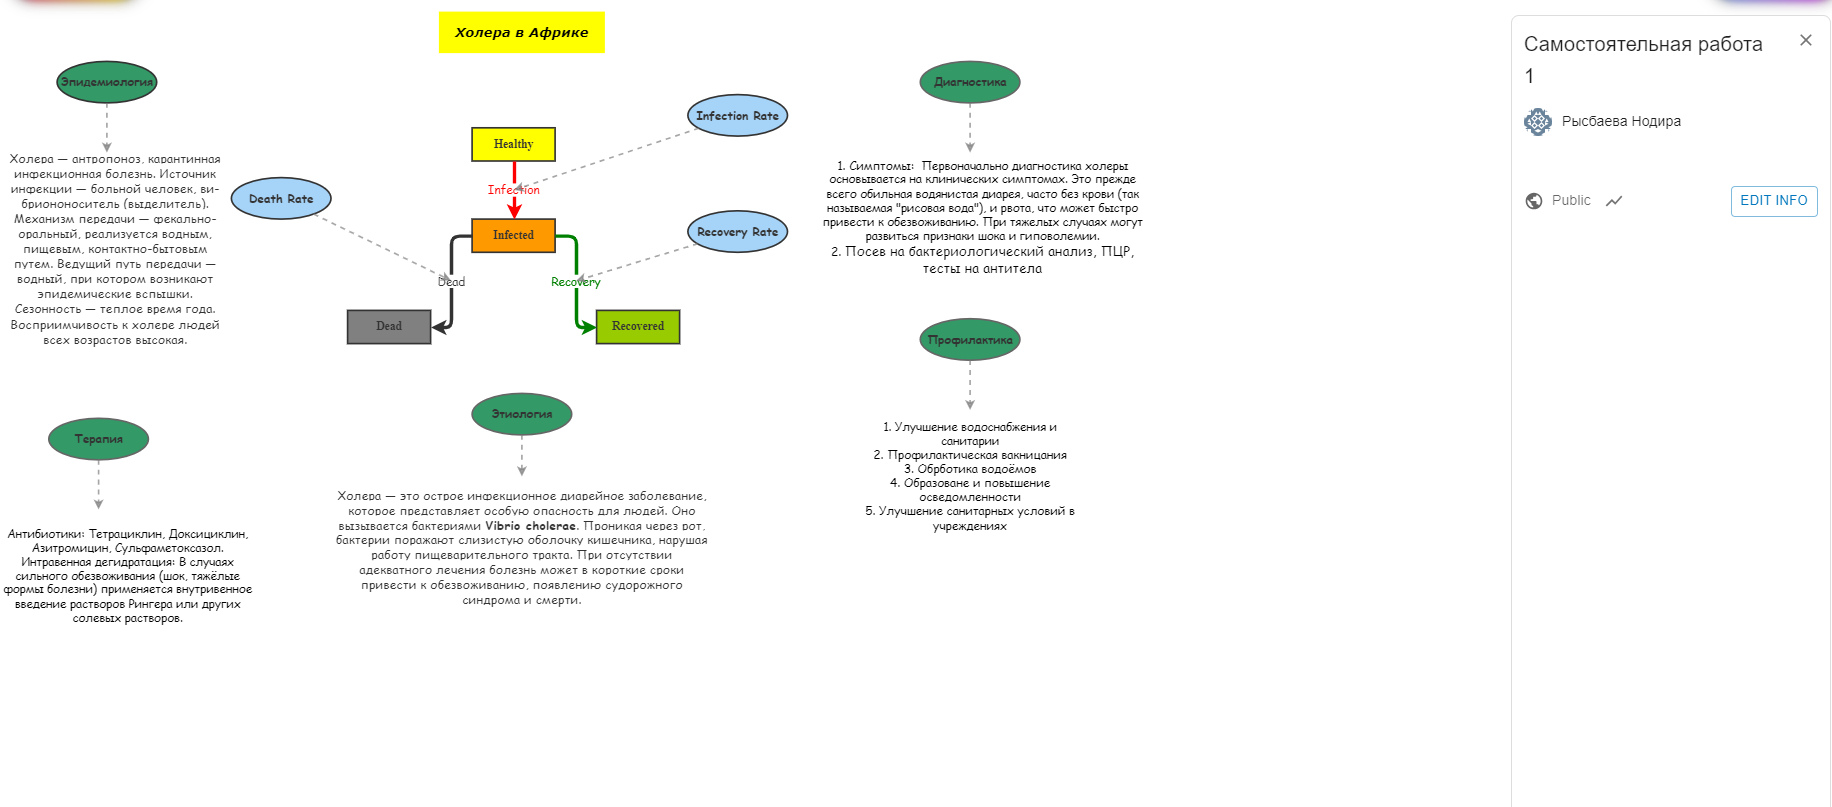 Холера в Африке
Эпидемиология
Холера — антропоноз, карантинная
инфекционная болезнь. Источник
инфекции — больной человек, ви-
бриононоситель (выделитель).
Механизм передачи — фекально-
оральный, реализуется водным,
пищевым, контактно-бытовым
путем. Ведущий путь передачи —
водный, при котором возникают
эпидемические вспышки.
Сезонность — теплое время года.
Восприимчивость к холере людей
всех возрастов высокая.
Death Rate
Healthy
Infection
Infected
Infection Rate
Recovery Rate
Dead
Recovery
Dead
Recovered
Диагностика
1. Симптомы: Первоначально диагностика холеры
основывается на клинических симптомах. Это прежде
всего обильная водянистая диарея, часто без крови (так
называемая "рисовая вода"), и рвота, что может быстро
привести к обезвоживанию. При тяжелых случаях могут
развиться признаки шока и гиповолемии.
2. Посев на бактериологический анализ, ПЦР,
тесты на антитела
Профилактика
1. Улучшение водоснабжения и
санитарии
2. Профилактическая вакницания
3. Обрботика водоёмов
4. Образоване и повышение
осведомленности
5. Улучшение санитарных условий в
учреждениях
Терапия
Антибиотики: Тетрациклин, Доксициклин,
Азитромицин, Сульфаметоксазол.
Интравенная дегидратация: В случаях
сильного обезвоживания (шок, тяжёлые
формы болезни) применяется внутривенное
введение растворов Рингера или других
солевых растворов.
Этиология
Холера — это острое инфекционное диарейное заболевание,
которое представляет особую опасность для людей. Оно
вызывается бактериями Vibrio cholerae. Проникая через рот,
бактерии поражают слизистую оболочку кишечника, нарушая
работу пищеварительного тракта. При отсутствии
адекватного лечения болезнь может в короткие сроки
привести к обезвоживанию, появлению судорожного
синдрома и смерти.
Самостоятельная работа
1
Рысбаева Нодира
Public
EDIT INFO